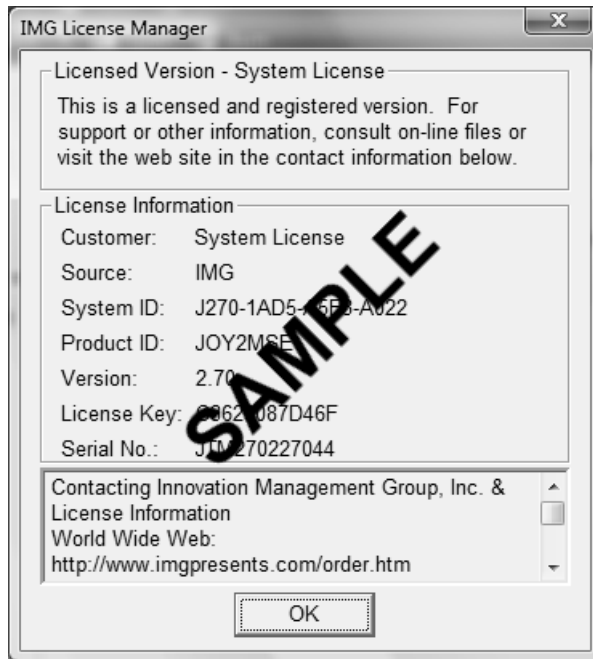 IMG License Manager
Licensed Version - System License
This is a licensed and registered version. For
support or other information, consult on-line files or
visit the web site in the contact information below.
License Information
Customer: System License
Source: IMG
System ID:
Product ID: JOY2MSE
Version: 2.70
License Key:
Serial No.: JTM270227044
SAMPLE
Contacting Innovation Management Group, Inc. &
License Information
World Wide Web:
http://www.imgpresents.com/order.htm
OK